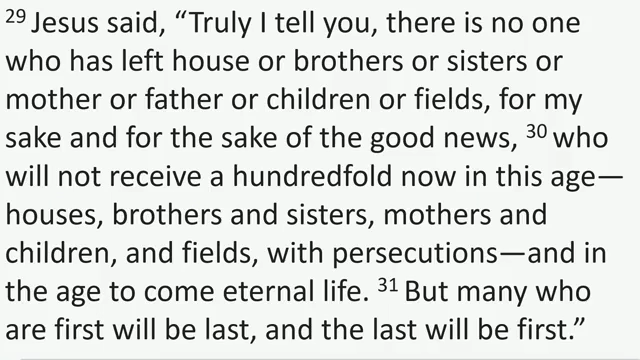 29 Jesus said, “Truly I tell you, there is no one
who has left house or brothers or sisters or
mother or father or children or fields, for my
sake and for the sake of the good news, 30 who
will not receive a hundredfold now in this age—
houses, brothers and sisters, mothers and
children, and fields, with persecutions—and in
the age to come eternal life. 31 But many who
are first will be last, and the last will be first.”